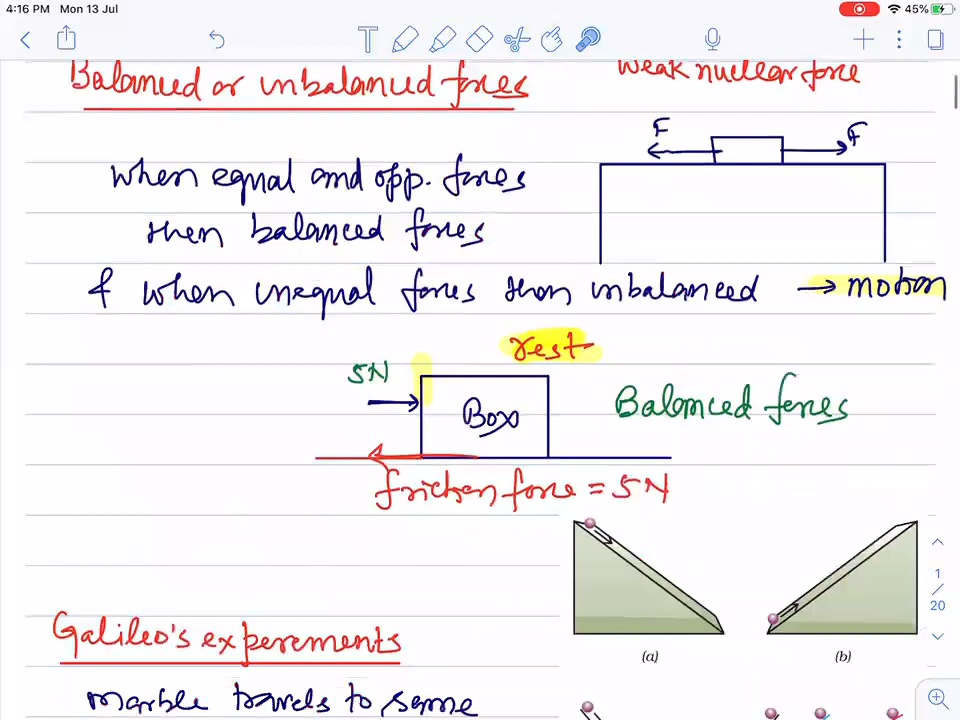 4:16 PM Mon 13 Jul
45%
Balanced or unbalanced forces
weak nuclear force
F
F
when equal and opp. forces
then balanced forces
& when unequal forces then unbalanced → motion
rest
5N
Box
Balanced forces
friction force = 5N
1
/
20
Galileo's experements
(a)
(b)
marble travels to same